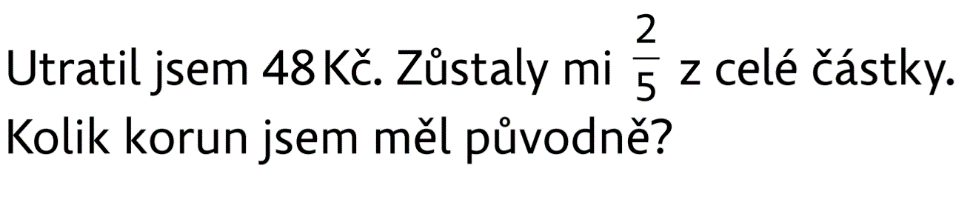 Utratil jsem 48 Kč. Zůstaly mi 2/5 z celé částky.
Kolik korun jsem měl původně?